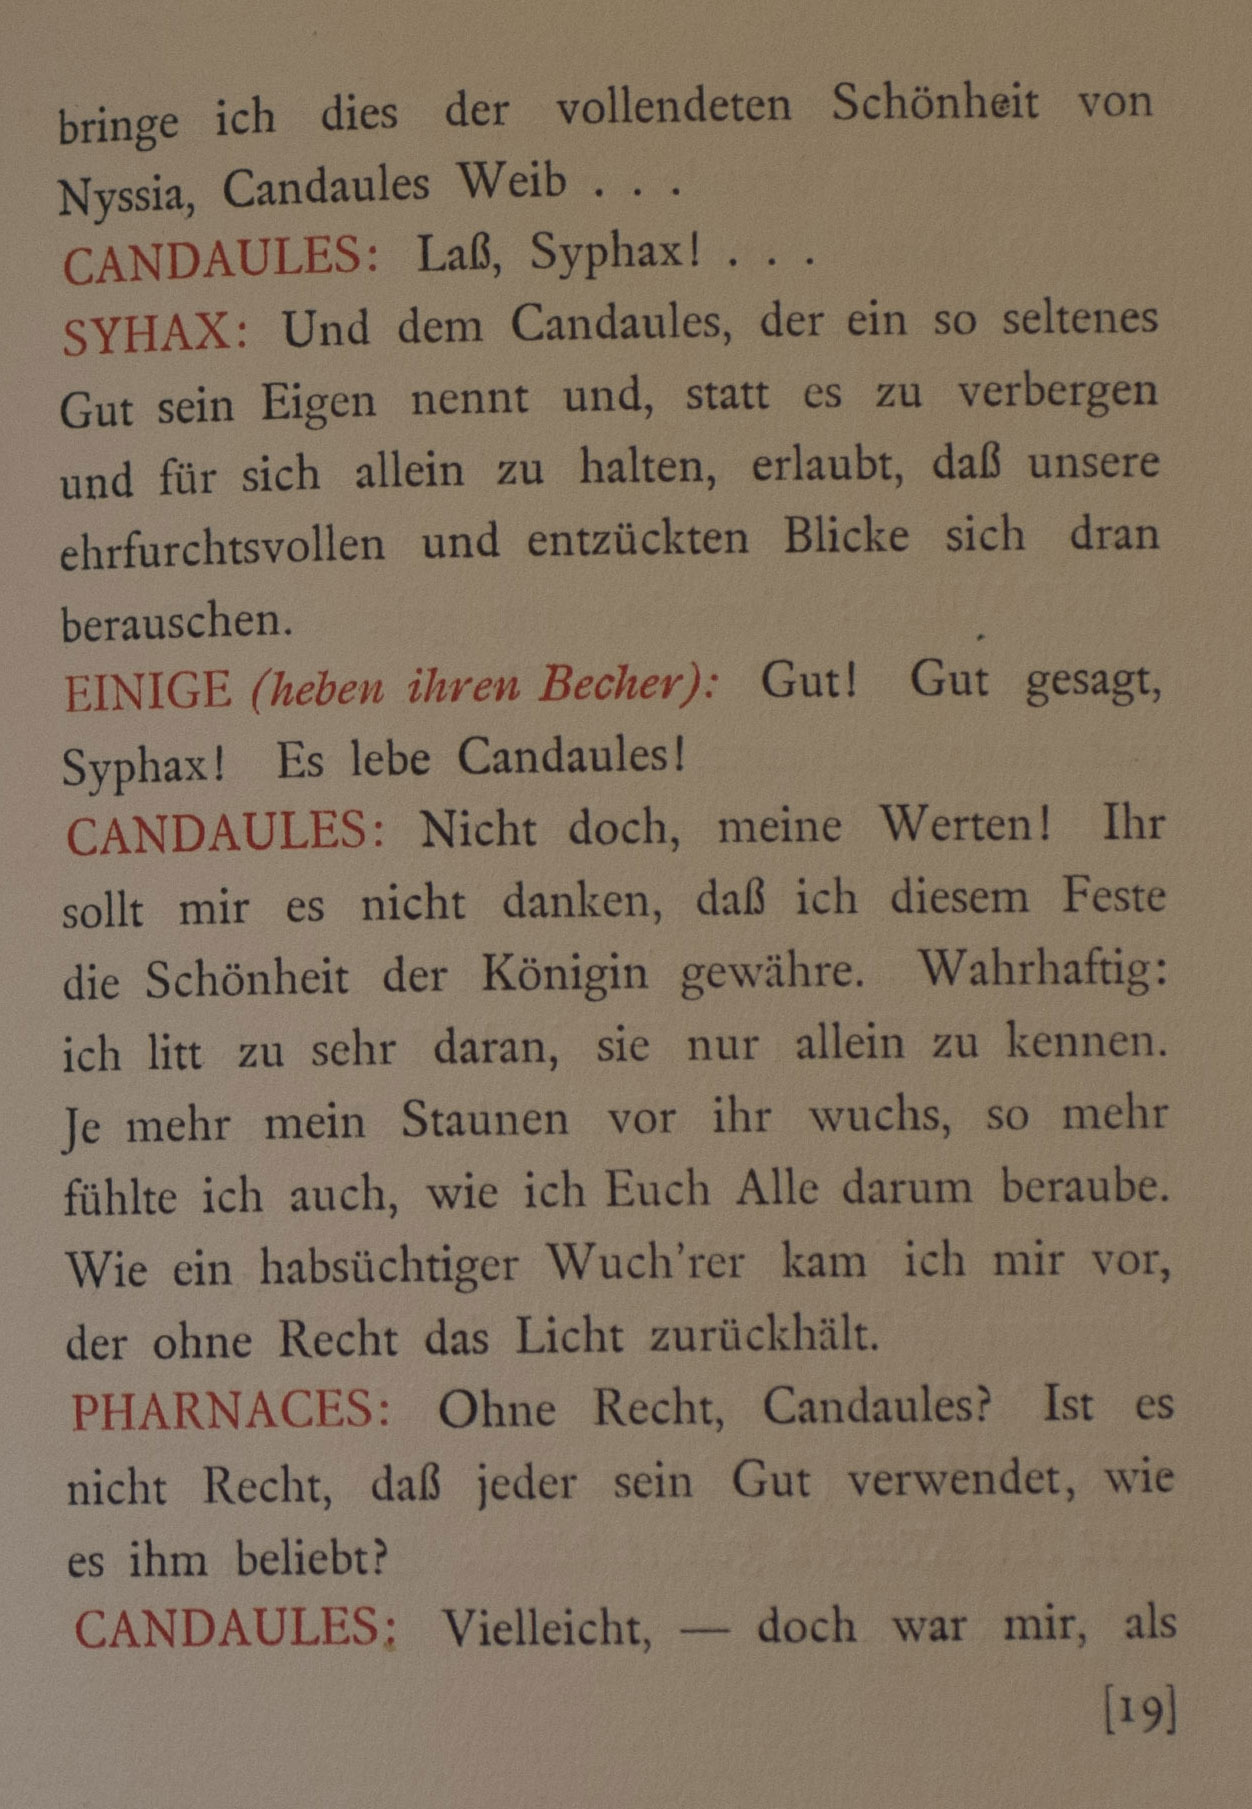 bringe ich dies der vollendeten Schönheit von
Nyssia, Candaules Weib . . .
CANDAULES: Laß, Syphax! . . .
SYHAX: Und dem Candaules, der ein so seltenes
Gut sein Eigen nennt und, statt es zu verbergen
und für sich allein zu halten, erlaubt, daß unsere
ehrfurchtsvollen und entzückten Blicke sich dran
berauschen.
EINIGE (heben ihren Becher): Gut! Gut gesagt,
Syphax! Es lebe Candaules!
CANDAULES: Nicht doch, meine Werten! Ihr
sollt mir es nicht danken, daß ich diesem Feste
die Schönheit der Königin gewähre. Wahrhaftig:
ich litt zu sehr daran, sie nur allein zu kennen.
Je mehr mein Staunen vor ihr wuchs, so mehr
fühlte ich auch, wie ich Euch Alle darum beraube.
Wie ein habsüchtiger Wuch’rer kam ich mir vor,
der ohne Recht das Licht zurückhält.
PHARNACES: Ohne Recht, Candaules? Ist es
nicht Recht, daß jeder sein Gut verwendet, wie
es ihm beliebt?
CANDAULES: Vielleicht, — doch war mir, als
[19]